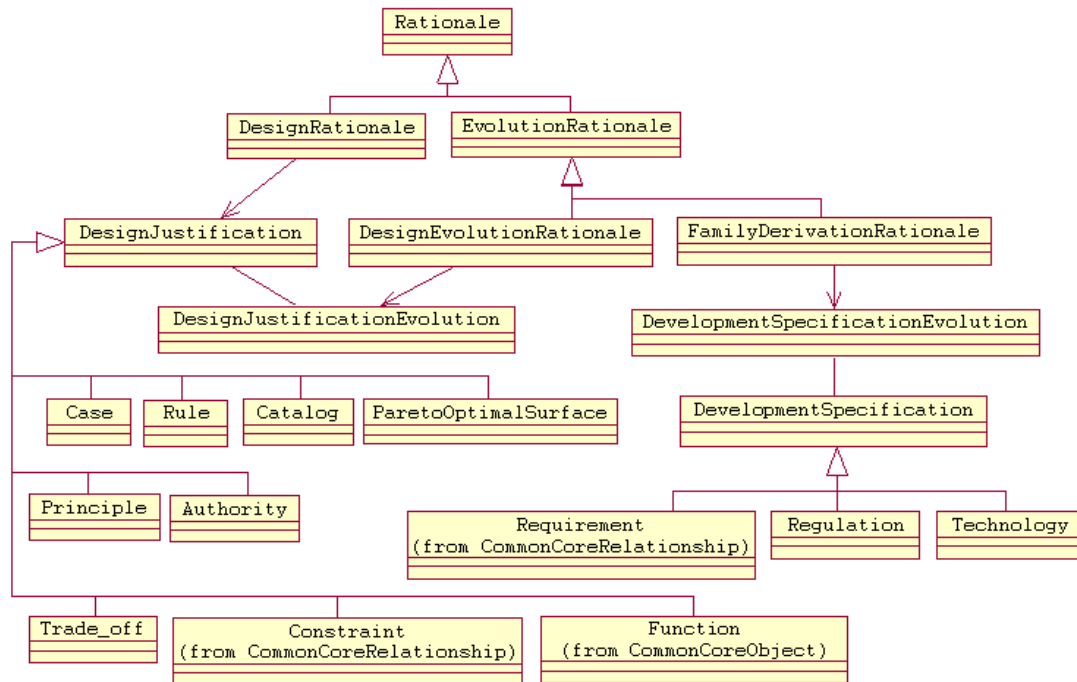 Rationale
DesignRationale
EvolutionRationale
DesignJustification
DesignEvolutionRationale
FamilyDerivationRationale
DesignJustificationEvolution
DevelopmentSpecificationEvolution
Case
Rule
Catalog
ParetoOptimalSurface
DevelopmentSpecification
Principle
Authority
Requirement
(from CommonCoreRelationship)
Regulation
Technology
Trade_off
Constraint
(from CommonCoreRelationship)
Function
(from CommonCoreObject)